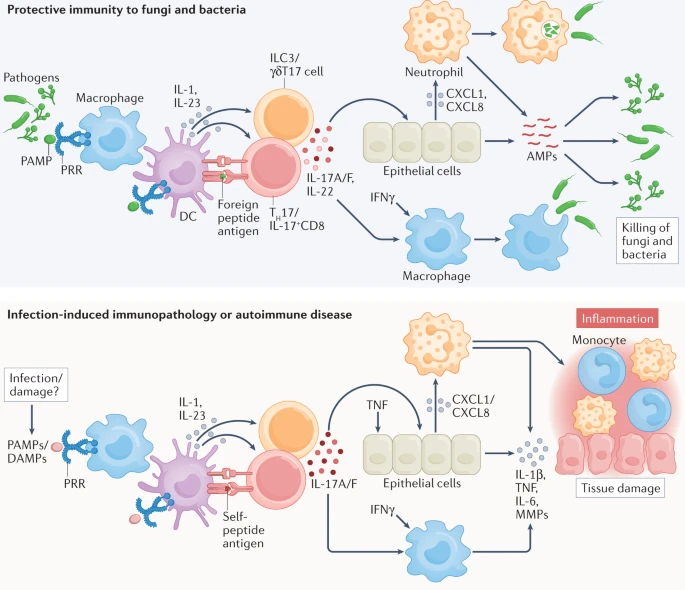 Protective immunity to fungi and bacteria
Pathogens
PAMP
PRR
Macrophage
IL-1,
IL-23
DC
ILC3/
γδT17 cell
Foreign
peptide
antigen
TH17/
IL-17⁺CD8
IL-17A/F,
IL-22
Neutrophil
CXCL1,
CXCL8
Epithelial cells
IFNγ
Macrophage
AMPs
Killing of
fungi and
bacteria
Infection-induced immunopathology or autoimmune disease
Infection/
damage?
PAMPs/
DAMPs
PRR
IL-1,
IL-23
Self-
peptide
antigen
IL-17A/F
TNF
CXCL1/
CXCL8
Epithelial cells
IFNγ
IL-1β,
TNF,
IL-6,
MMPs
Inflammation
Monocyte
Tissue damage